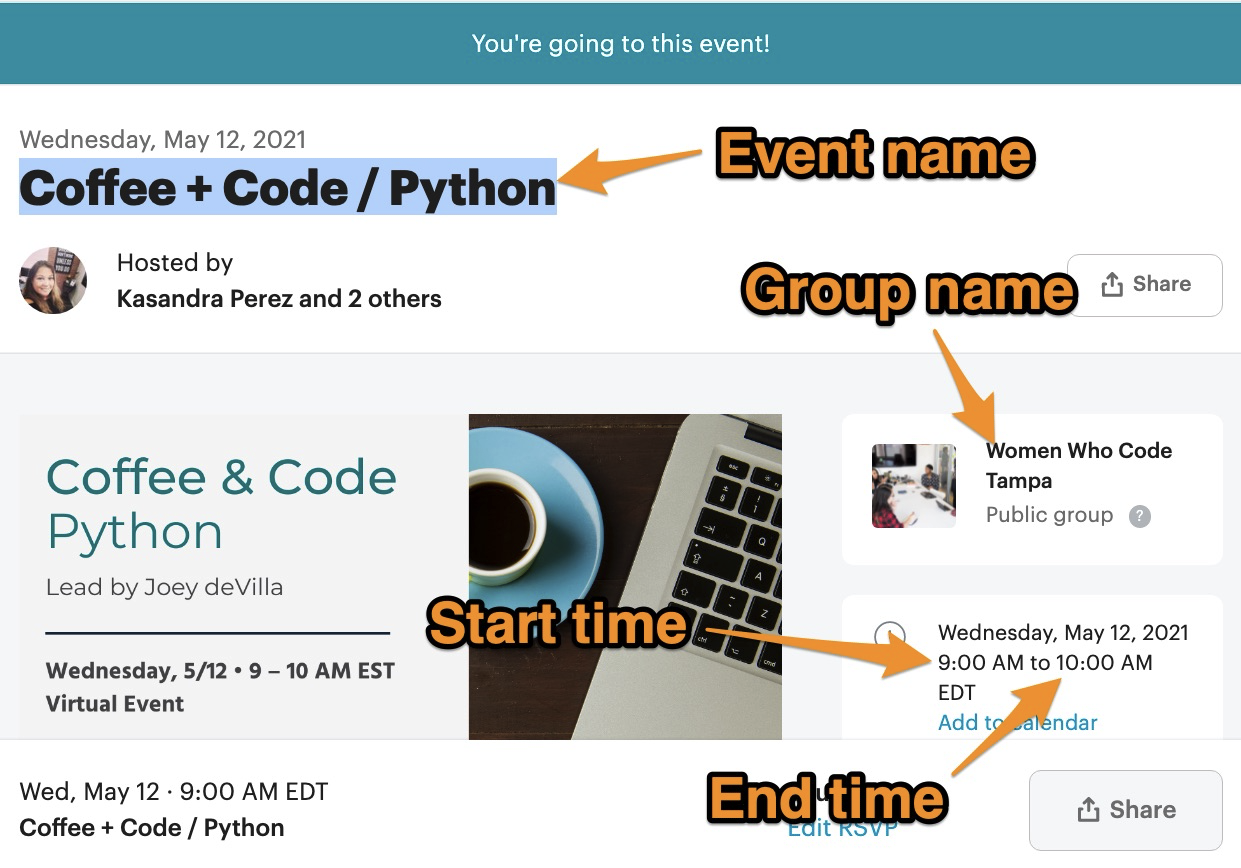 You're going to this event!
Wednesday, May 12, 2021
Coffee + Code / Python
Event name
Hosted by
Kasandra Perez and 2 others
Group name
Share
Coffee & Code
Python
Lead by Joey deVilla
Wednesday, 5/12 • 9 – 10 AM EST
Virtual Event
Women Who Code
Tampa
Public group ?
Start time
Wednesday, May 12, 2021
9:00 AM to 10:00 AM
EDT
Add to calendar
Wed, May 12 · 9:00 AM EDT
Coffee + Code / Python
End time
Edit RSVP
Share
esc
Q
A
Z
ctrl
alt
cmd